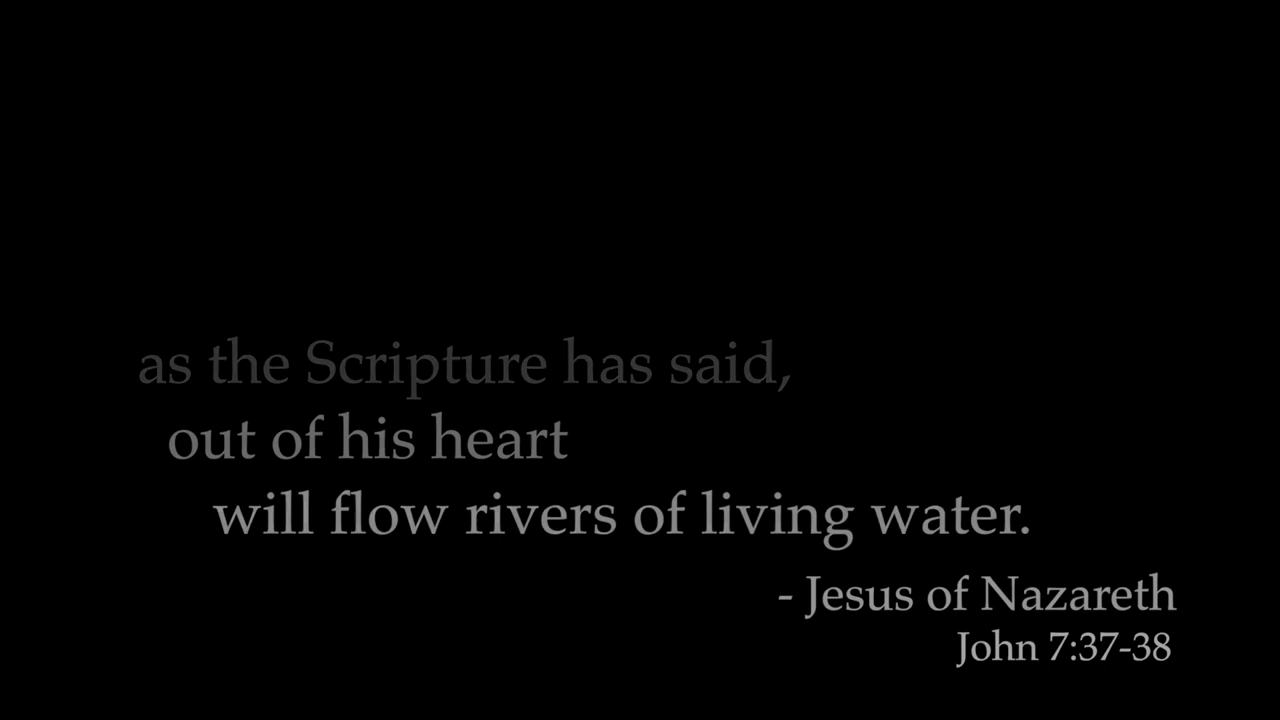 as the Scripture has said,
out of his heart
will flow rivers of living water.
- Jesus of Nazareth
John 7:37-38